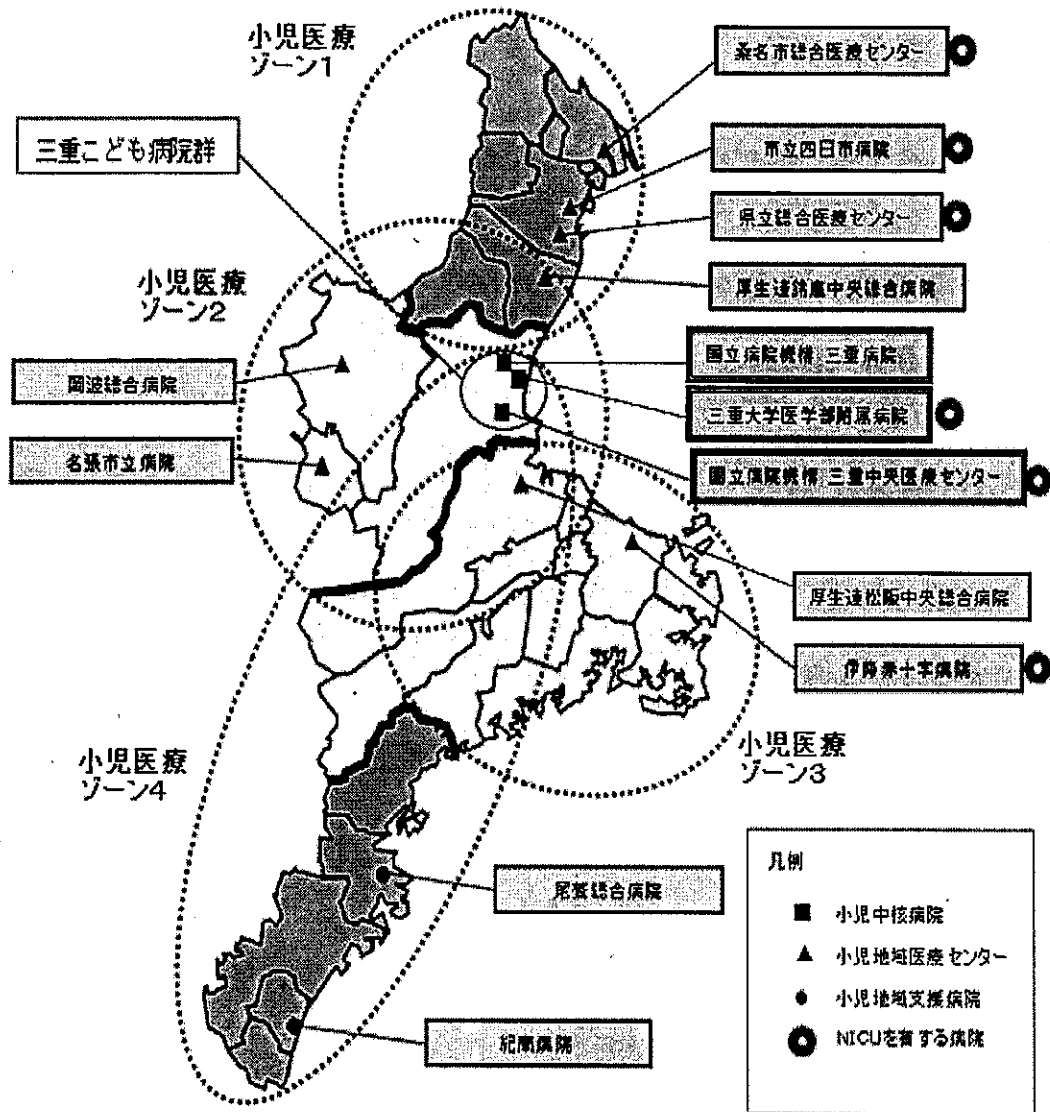 小児医療
ゾーン1
桑名市総合医療センター
三重こども病院群
市立四日市病院
県立総合医療センター
小児医療
ゾーン2
厚生連鈴鹿中央総合病院
国立病院機構 三重病院
岡波総合病院
三重大学医学部附属病院
名張市立病院
国立病院機構 三重中央医療センター
厚生連松阪中央総合病院
伊勢赤十字病院
小児医療
ゾーン3
小児医療
ゾーン4
凡例
尾鷲総合病院
小児中核病院
小児地域医療センター
小児地域支援病院
紀南病院
NICUを有する病院